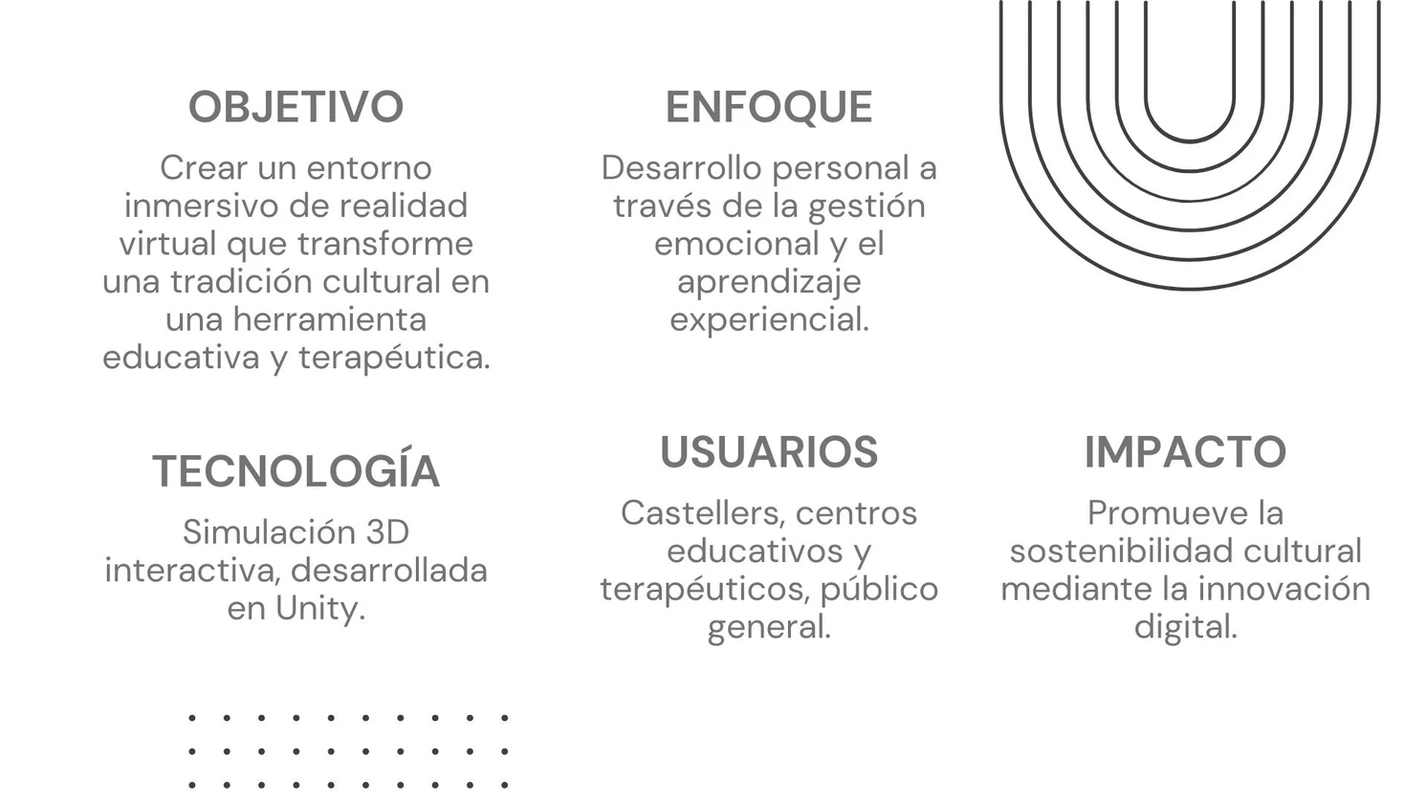 OBJETIVO
Crear un entorno
inmersivo de realidad
virtual que transforme
una tradición cultural en
una herramienta
educativa y terapéutica.
ENFOQUE
Desarrollo personal a
través de la gestión
emocional y el
aprendizaje
experiencial.
TECNOLOGÍA
Simulación 3D
interactiva, desarrollada
en Unity.
USUARIOS
Castellers, centros
educativos y
terapéuticos, público
general.
IMPACTO
Promueve la
sostenibilidad cultural
mediante la innovación
digital.